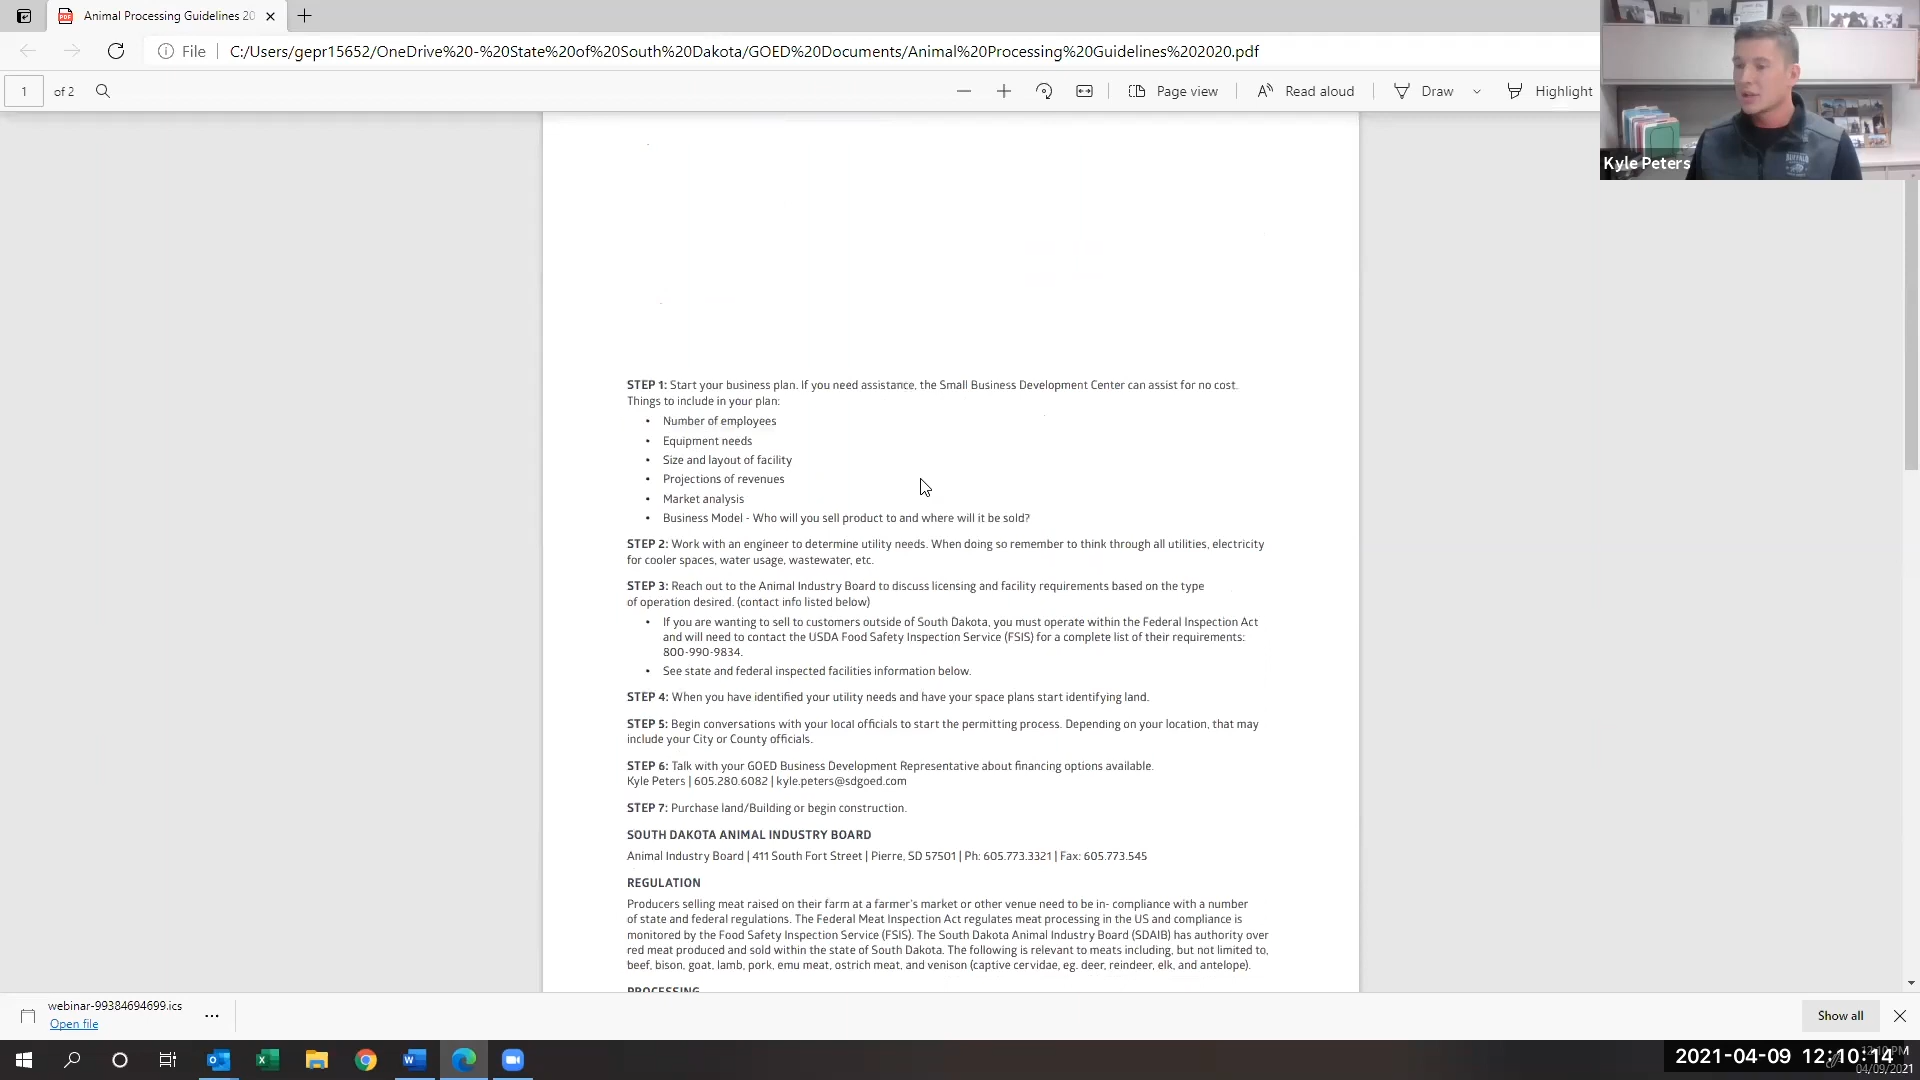 Animal Processing Guidelines 20
File
C:/Users/gepr15652/OneDrive%20-%20State%20of%20South%20Dakota/GOED%20Documents/Animal%20Processing%20Guidelines%202020.pdf
1 of 2
Page view
Read aloud
Draw
Highlight
Kyle Peters
STEP 1: Start your business plan. If you need assistance, the Small Business Development Center can assist for no cost.
Things to include in your plan:
• Number of employees
• Equipment needs
• Size and layout of facility
• Projections of revenues
• Market analysis
• Business Model - Who will you sell product to and where will it be sold?
STEP 2: Work with an engineer to determine utility needs. When doing so remember to think through all utilities, electricity
for cooler spaces, water usage, wastewater, etc.
STEP 3: Reach out to the Animal Industry Board to discuss licensing and facility requirements based on the type
of operation desired. (contact info listed below)
• If you are wanting to sell to customers outside of South Dakota, you must operate within the Federal Inspection Act
and will need to contact the USDA Food Safety Inspection Service (FSIS) for a complete list of their requirements:
800-990-9834.
• See state and federal inspected facilities information below.
STEP 4: When you have identified your utility needs and have your space plans start identifying land.
STEP 5: Begin conversations with your local officials to start the permitting process. Depending on your location, that may
include your City or County officials.
STEP 6: Talk with your GOED Business Development Representative about financing options available.
Kyle Peters | 605.280.6082 | kyle.peters@sdgoed.com
STEP 7: Purchase land/Building or begin construction.
SOUTH DAKOTA ANIMAL INDUSTRY BOARD
Animal Industry Board | 411 South Fort Street | Pierre, SD 57501 | Ph: 605.773.3321 | Fax: 605.773.545
REGULATION
Producers selling meat raised on their farm at a farmer's market or other venue need to be in- compliance with a number
of state and federal regulations. The Federal Meat Inspection Act regulates meat processing in the US and compliance is
monitored by the Food Safety Inspection Service (FSIS). The South Dakota Animal Industry Board (SDAIB) has authority over
red meat produced and sold within the state of South Dakota. The following is relevant to meats including, but not limited to,
beef, bison, goat, lamb, pork, emu meat, ostrich meat, and venison (captive cervidae, eg. deer, reindeer, elk, and antelope).
PROCESSING
webinar-99384694699.ics
Open file
Show all
2021-04-09 12:10:14
04/09/2021